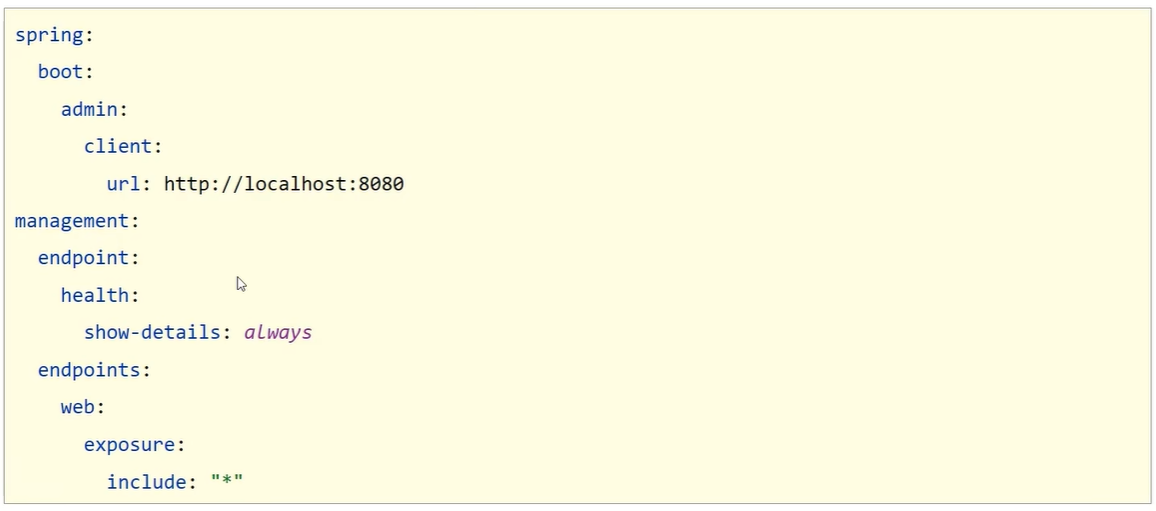 spring:
  boot:
    admin:
      client:
        url: http://localhost:8080
management:
  endpoint:
    health:
      show-details: always
  endpoints:
    web:
      exposure:
        include: "*"